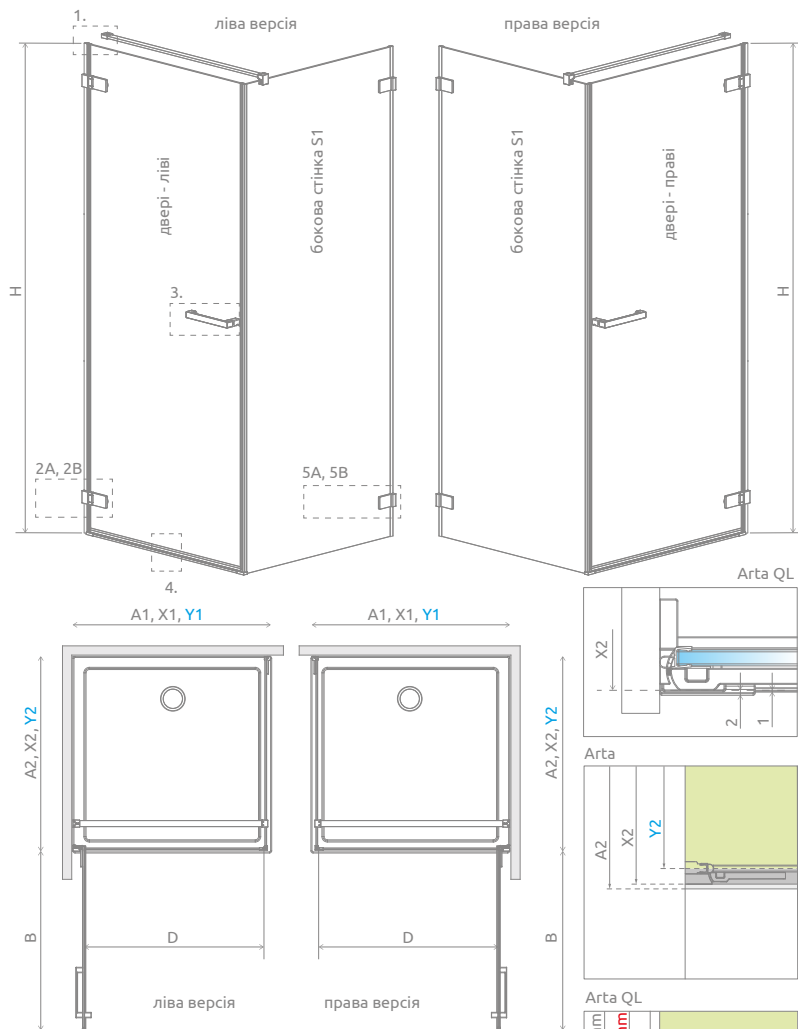 1.
ліва версія
права версія
двері - ліві
бокова стінка S1
бокова стінка S1
двері - праві
H
H
3.
2A, 2B
5A, 5B
4.
A1, X1, Y1
A1, X1, Y1
A2, X2, Y2
A2, X2, Y2
B
D
D
B
ліва версія
права версія
Arta QL
X2
2
1
Arta
A2
X2
Y2
Arta QL